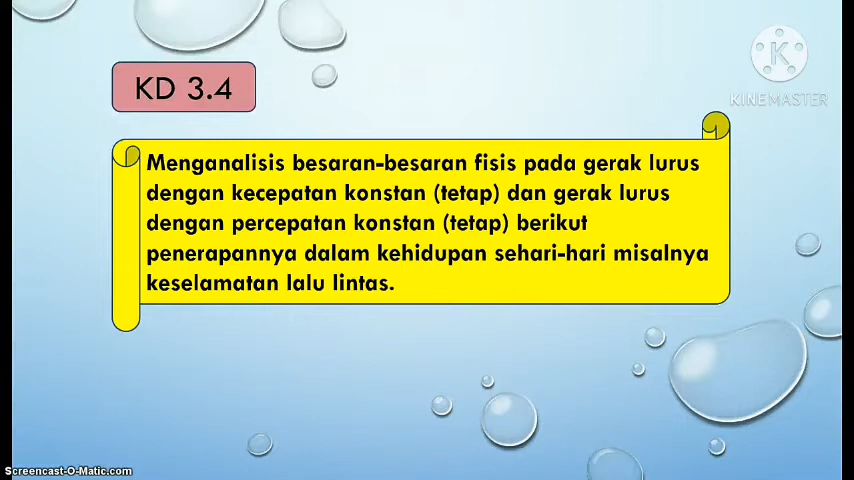 KD 3.4
KINEMASTER
Menganalisis besaran-besaran fisis pada gerak lurus
dengan kecepatan konstan (tetap) dan gerak lurus
dengan percepatan konstan (tetap) berikut
penerapannya dalam kehidupan sehari-hari misalnya
keselamatan lalu lintas.
Screencast-O-Matic.com